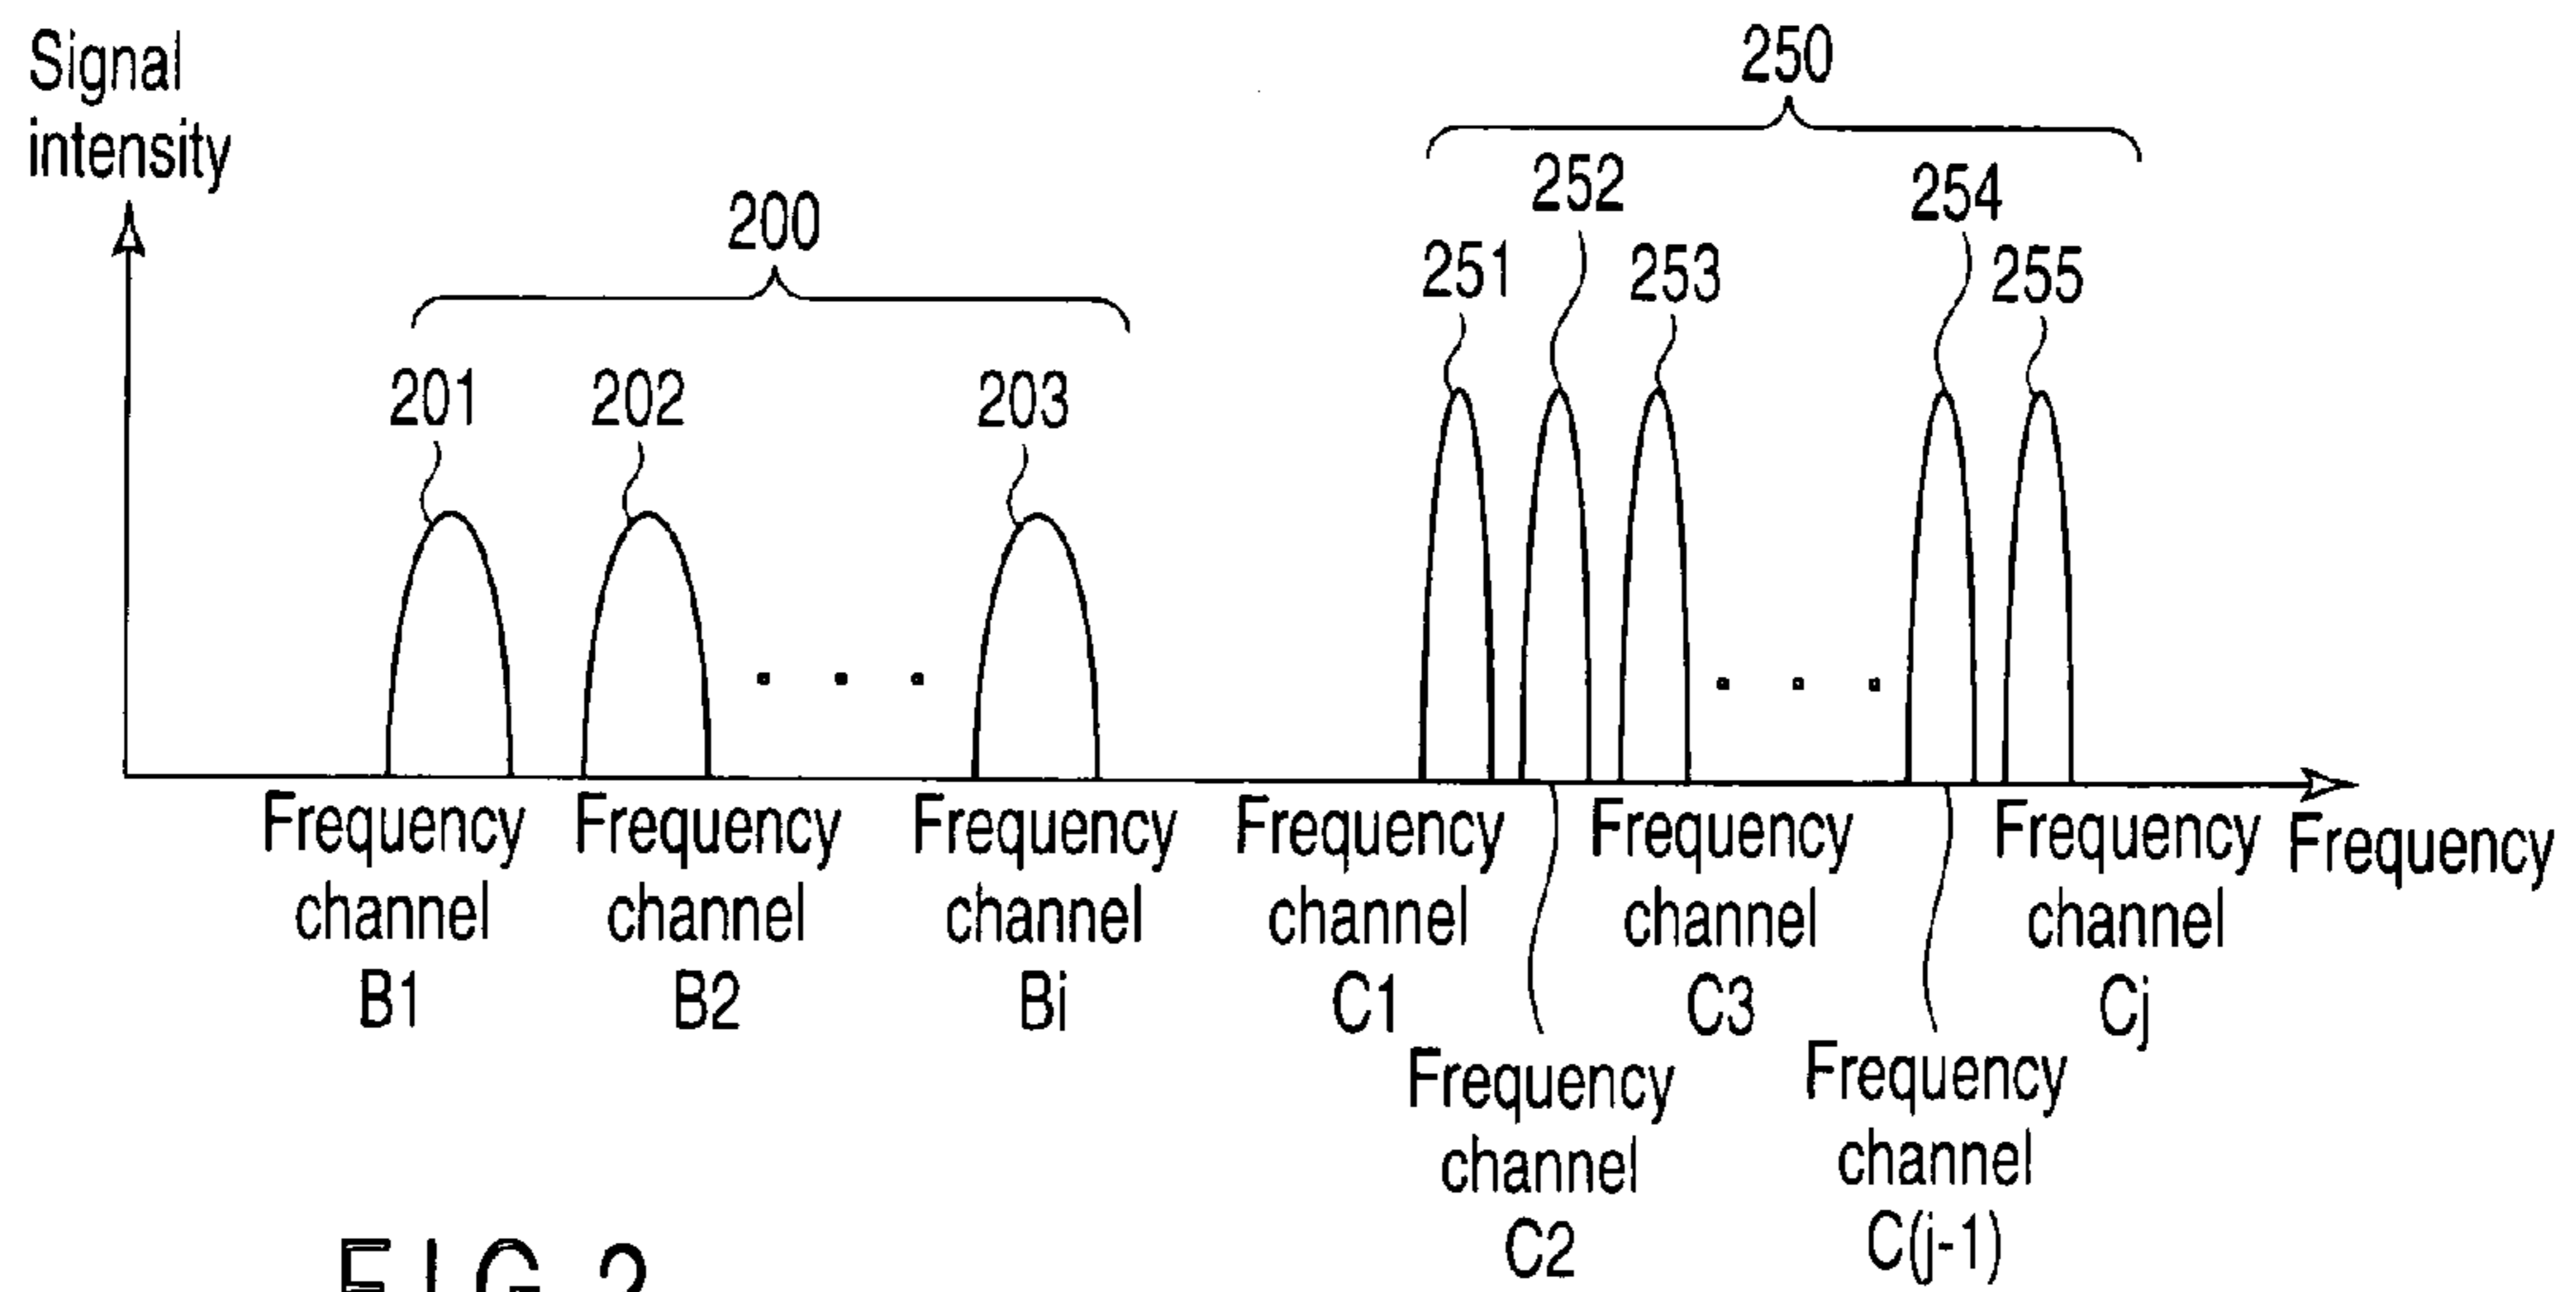 Signal
intensity
200
201
202
203
250
251
252
253
254
255
Frequency
channel
B1
Frequency
channel
B2
Frequency
channel
Bi
Frequency
channel
C1
Frequency
channel
C2
Frequency
channel
C3
Frequency
channel
C(j-1)
Frequency
channel
Cj
Frequency